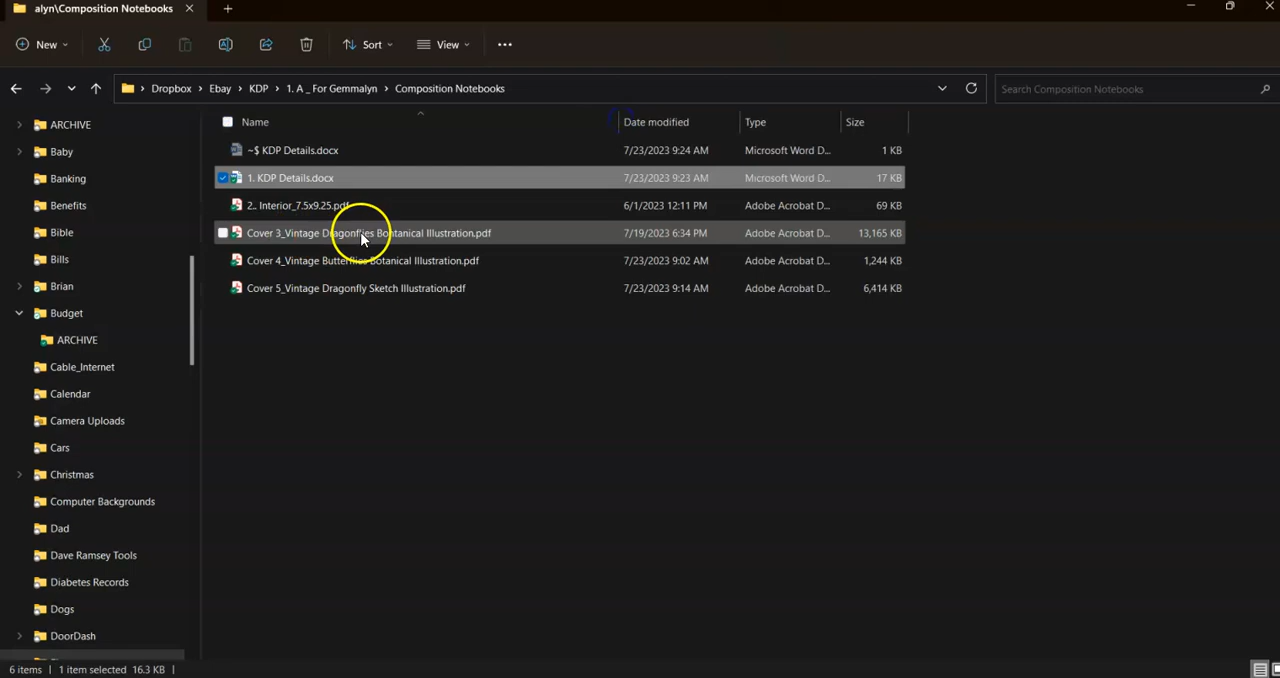 alyn\Composition Notebooks
New Sort View
Dropbox > Ebay > KDP > 1. A _ For Gemmalyn > Composition Notebooks Search Composition Notebooks
Name Date modified Type Size
~$ KDP Details.docx 7/23/2023 9:24 AM Microsoft Word D... 1 KB
1. KDP Details.docx 7/23/2023 9:23 AM Microsoft Word D... 17 KB
2.. Interior_7.5x9.25.pdf 6/1/2023 12:11 PM Adobe Acrobat D... 69 KB
Cover 3_Vintage Dragonflies Bontanical Illustration.pdf 7/19/2023 6:34 PM Adobe Acrobat D... 13,165 KB
Cover 4_Vintage Butterflies Botanical Illustration.pdf 7/23/2023 9:02 AM Adobe Acrobat D... 1,244 KB
Cover 5_Vintage Dragonfly Sketch Illustration.pdf 7/23/2023 9:14 AM Adobe Acrobat D... 6,414 KB
ARCHIVE
Baby
Banking
Benefits
Bible
Bills
Brian
Budget
ARCHIVE
Cable_Internet
Calendar
Camera Uploads
Cars
Christmas
Computer Backgrounds
Dad
Dave Ramsey Tools
Diabetes Records
Dogs
DoorDash
6 items 1 item selected 16.3 KB